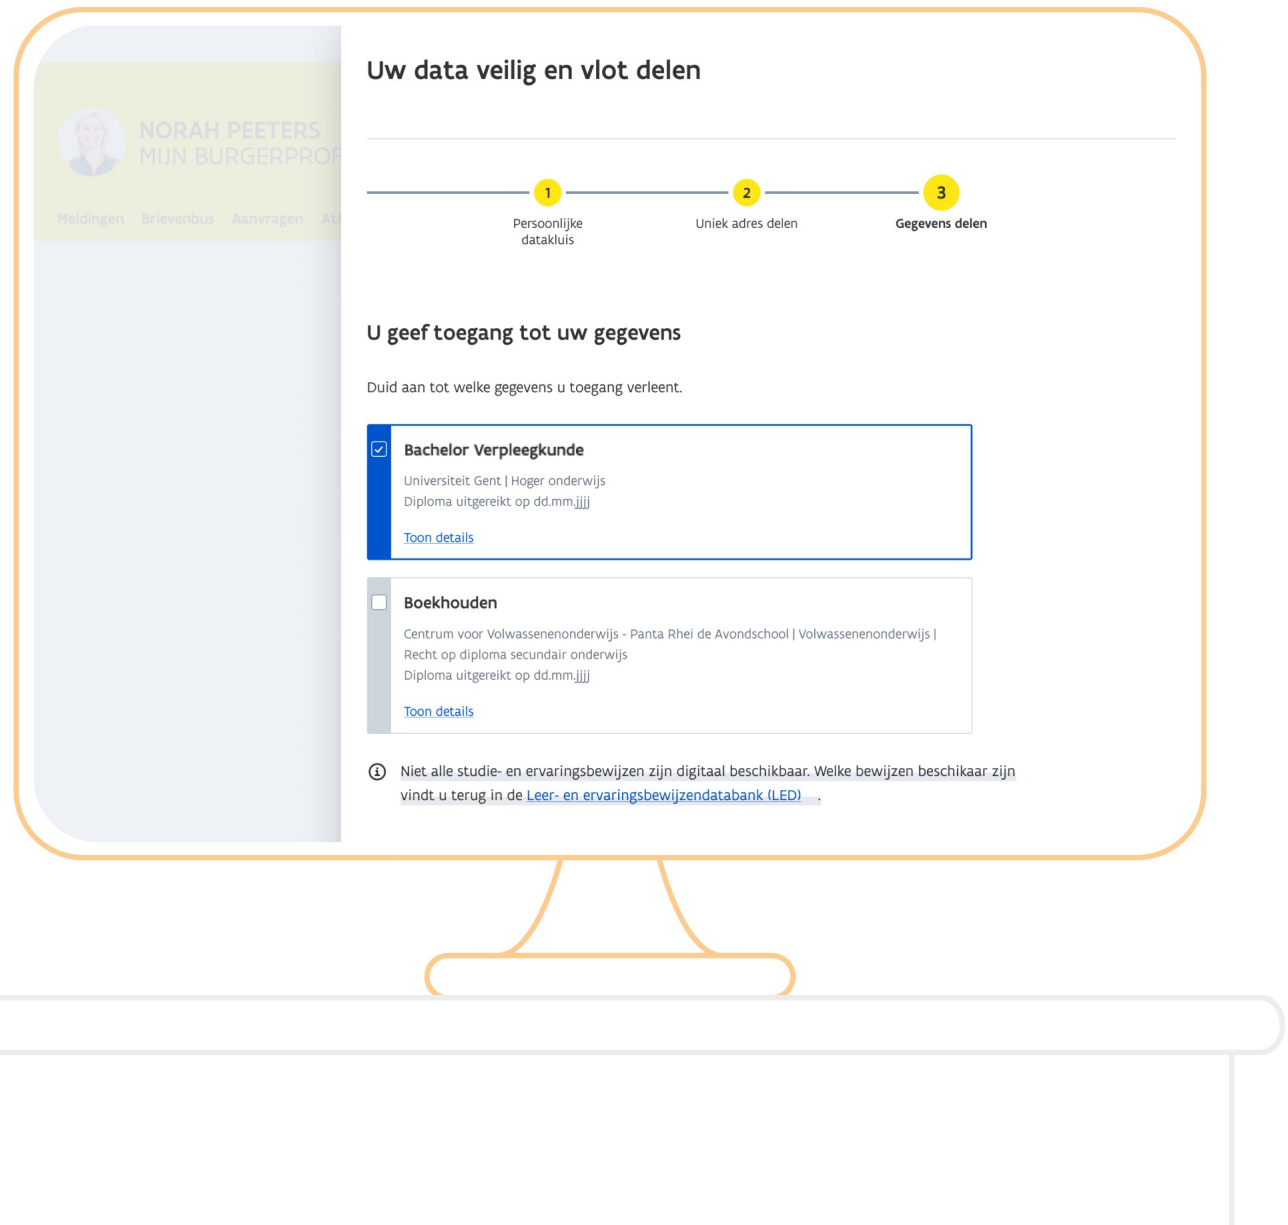 Uw data veilig en vlot delen
NORAH PEETERS
MIJN BURGERPROF
Meldingen Brievenbus Aanvragen Att
1
2
3
Persoonlijke
datakluis
Uniek adres delen
Gegevens delen
U geef toegang tot uw gegevens
Duid aan tot welke gegevens u toegang verleent.
Bachelor Verpleegkunde
Universiteit Gent | Hoger onderwijs
Diploma uitgereikt op dd.mm.jjjj
Toon details
Boekhouden
Centrum voor Volwassenenonderwijs - Panta Rhei de Avondschool | Volwassenenonderwijs |
Recht op diploma secundair onderwijs
Diploma uitgereikt op dd.mm.jjjj
Toon details
Niet alle studie- en ervaringsbewijzen zijn digitaal beschikbaar. Welke bewijzen beschikaar zijn
vindt u terug in de Leer- en ervaringsbewijzendatabank (LED) .